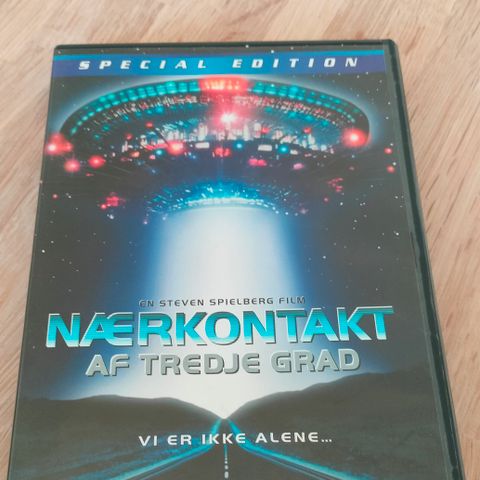 SPECIAL EDITION
EN STEVEN SPIELBERG FILM
NÆRKONTAKT
AF TREDJE GRAD
VI ER IKKE ALENE...